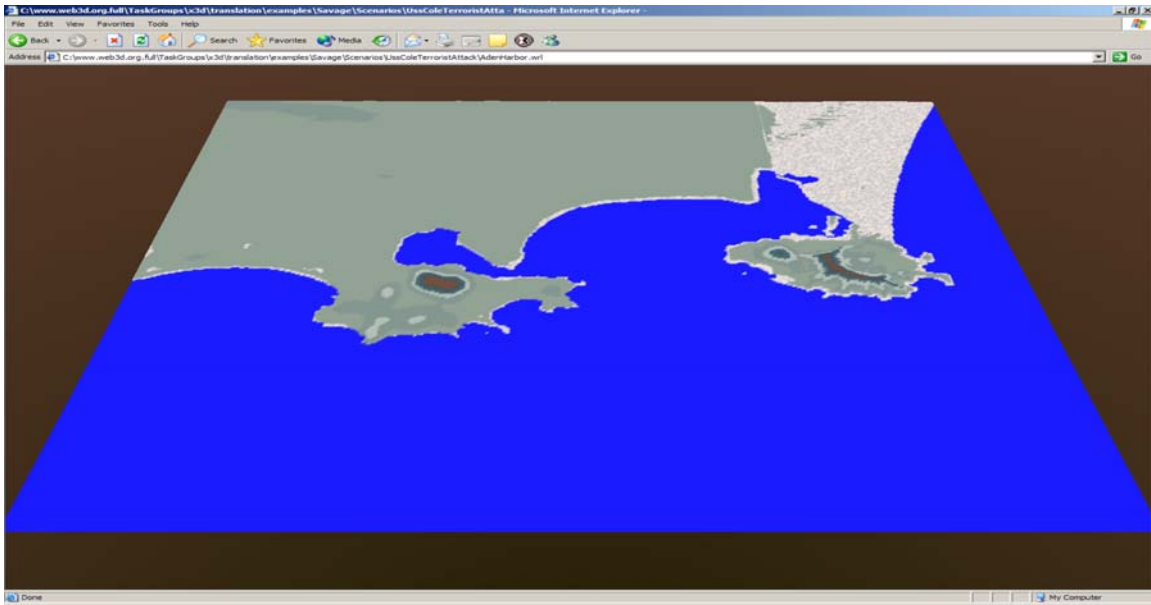 C:\www.web3d.org.full\TaskGroups\x3d\translation\examples\Savage\Scenarios\UssColeTerroristAtta - Microsoft Internet Explorer -
File Edit View Favorites Tools Help
Back Search Favorites Media
Address C:\www.web3d.org.full\TaskGroups\x3d\translation\examples\Savage\Scenarios\UssColeTerroristAttack\AdenHarbor.wrl Go
Done My Computer